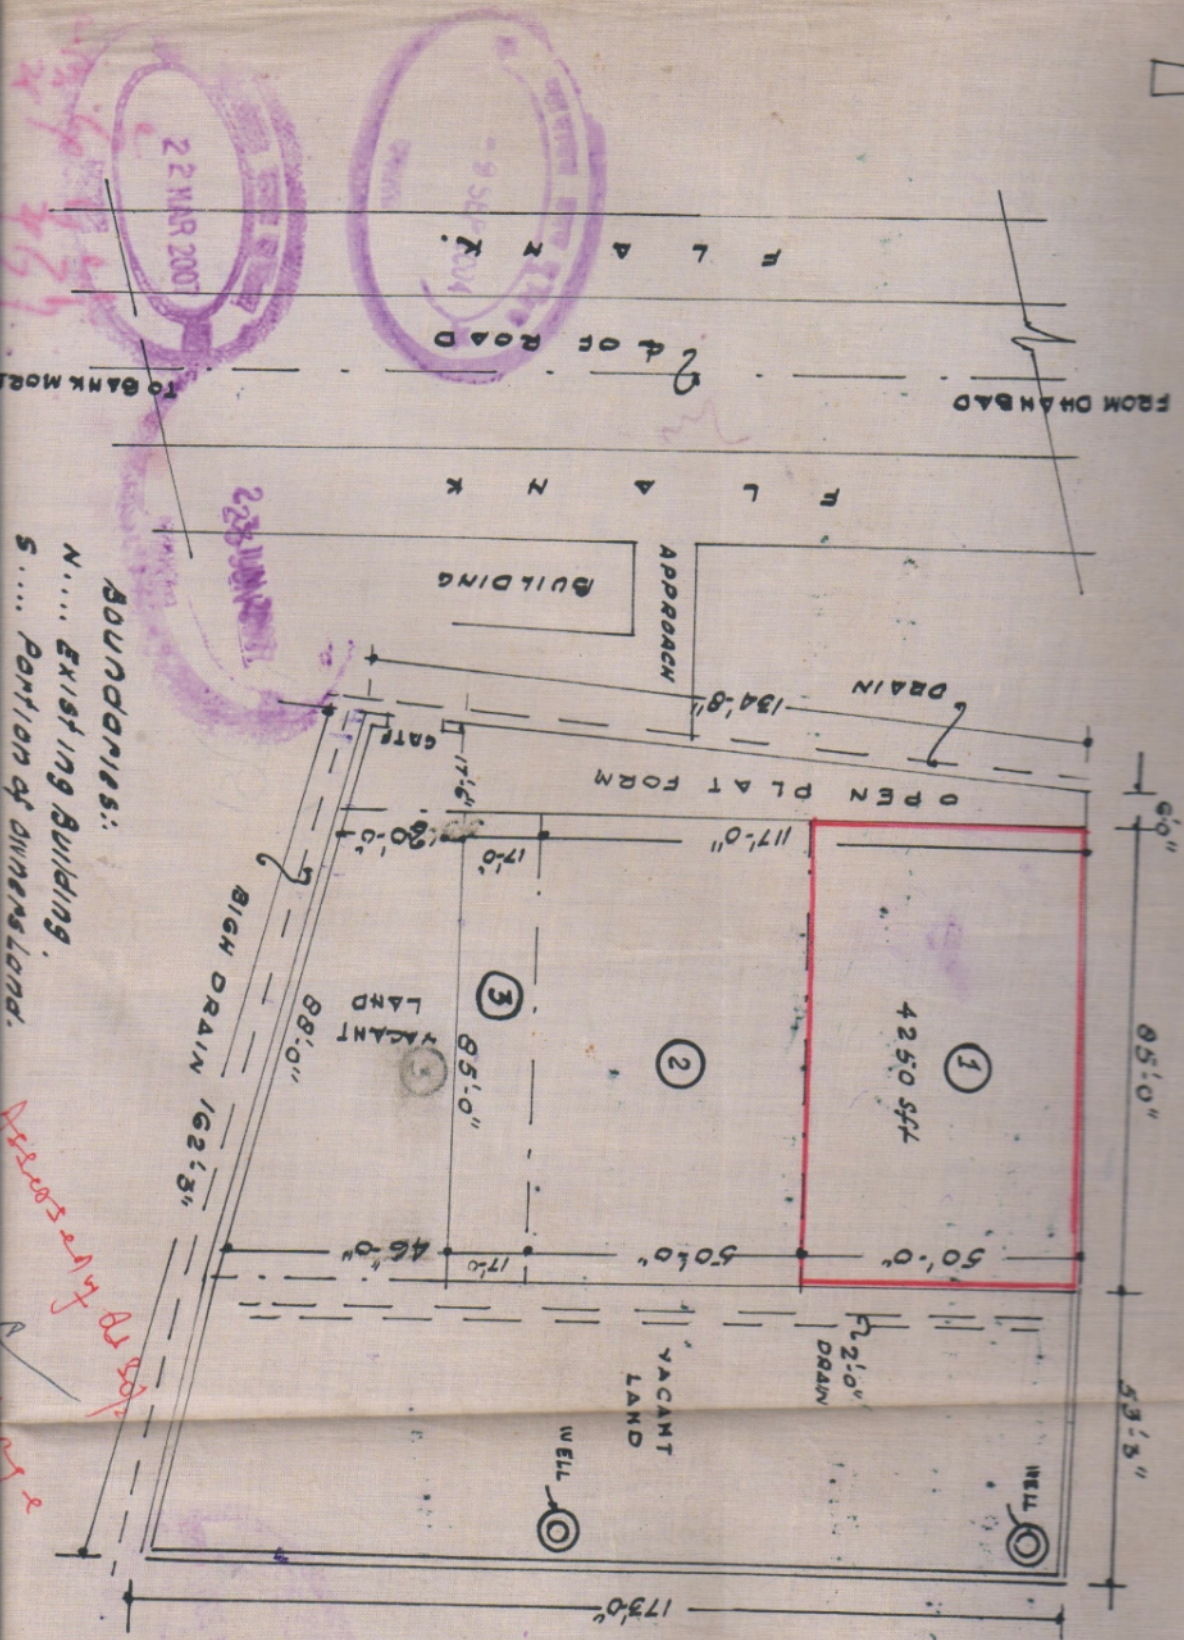 FLANK
¢ OF ROAD
TO BANK MORE
FROM DHANBAD
FLANK
BUILDING
APPROACH
DRAIN
134'-8"
OPEN PLAT FORM
GATE
17'-6"
6'-0"
20'-0"
17'-0"
117'-0"
BIGH DRAIN 162'-3"
88'-0"
VACANT
LAND
3
85'-0"
3
2
1
4250 sft
85'-0"
46'-0"
17'-0
50'-0"
50'-0"
2'-0"
DRAIN
VACANT
LAND
WELL
WELL
53'-3"
173'-0"
Boundaries:
N.... Existing Building.
S.... Portion of owners Land.
22 MAR 2007